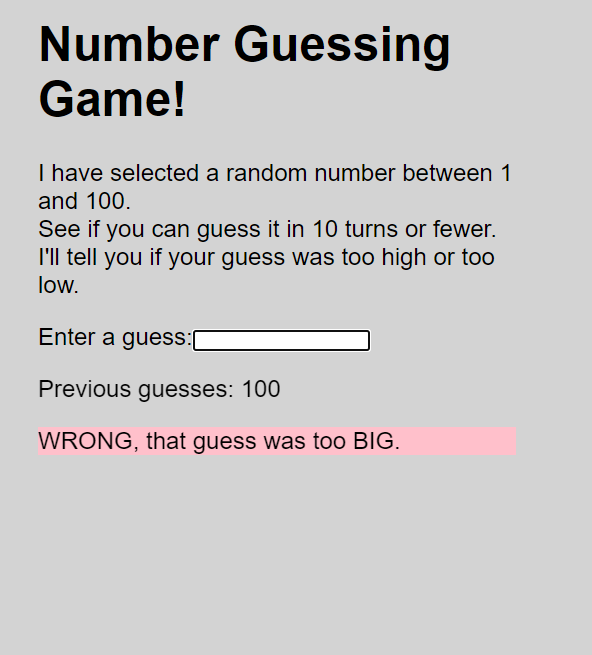 Number Guessing
Game!
I have selected a random number between 1
and 100.
See if you can guess it in 10 turns or fewer.
I'll tell you if your guess was too high or too
low.
Enter a guess:
Previous guesses: 100
WRONG, that guess was too BIG.